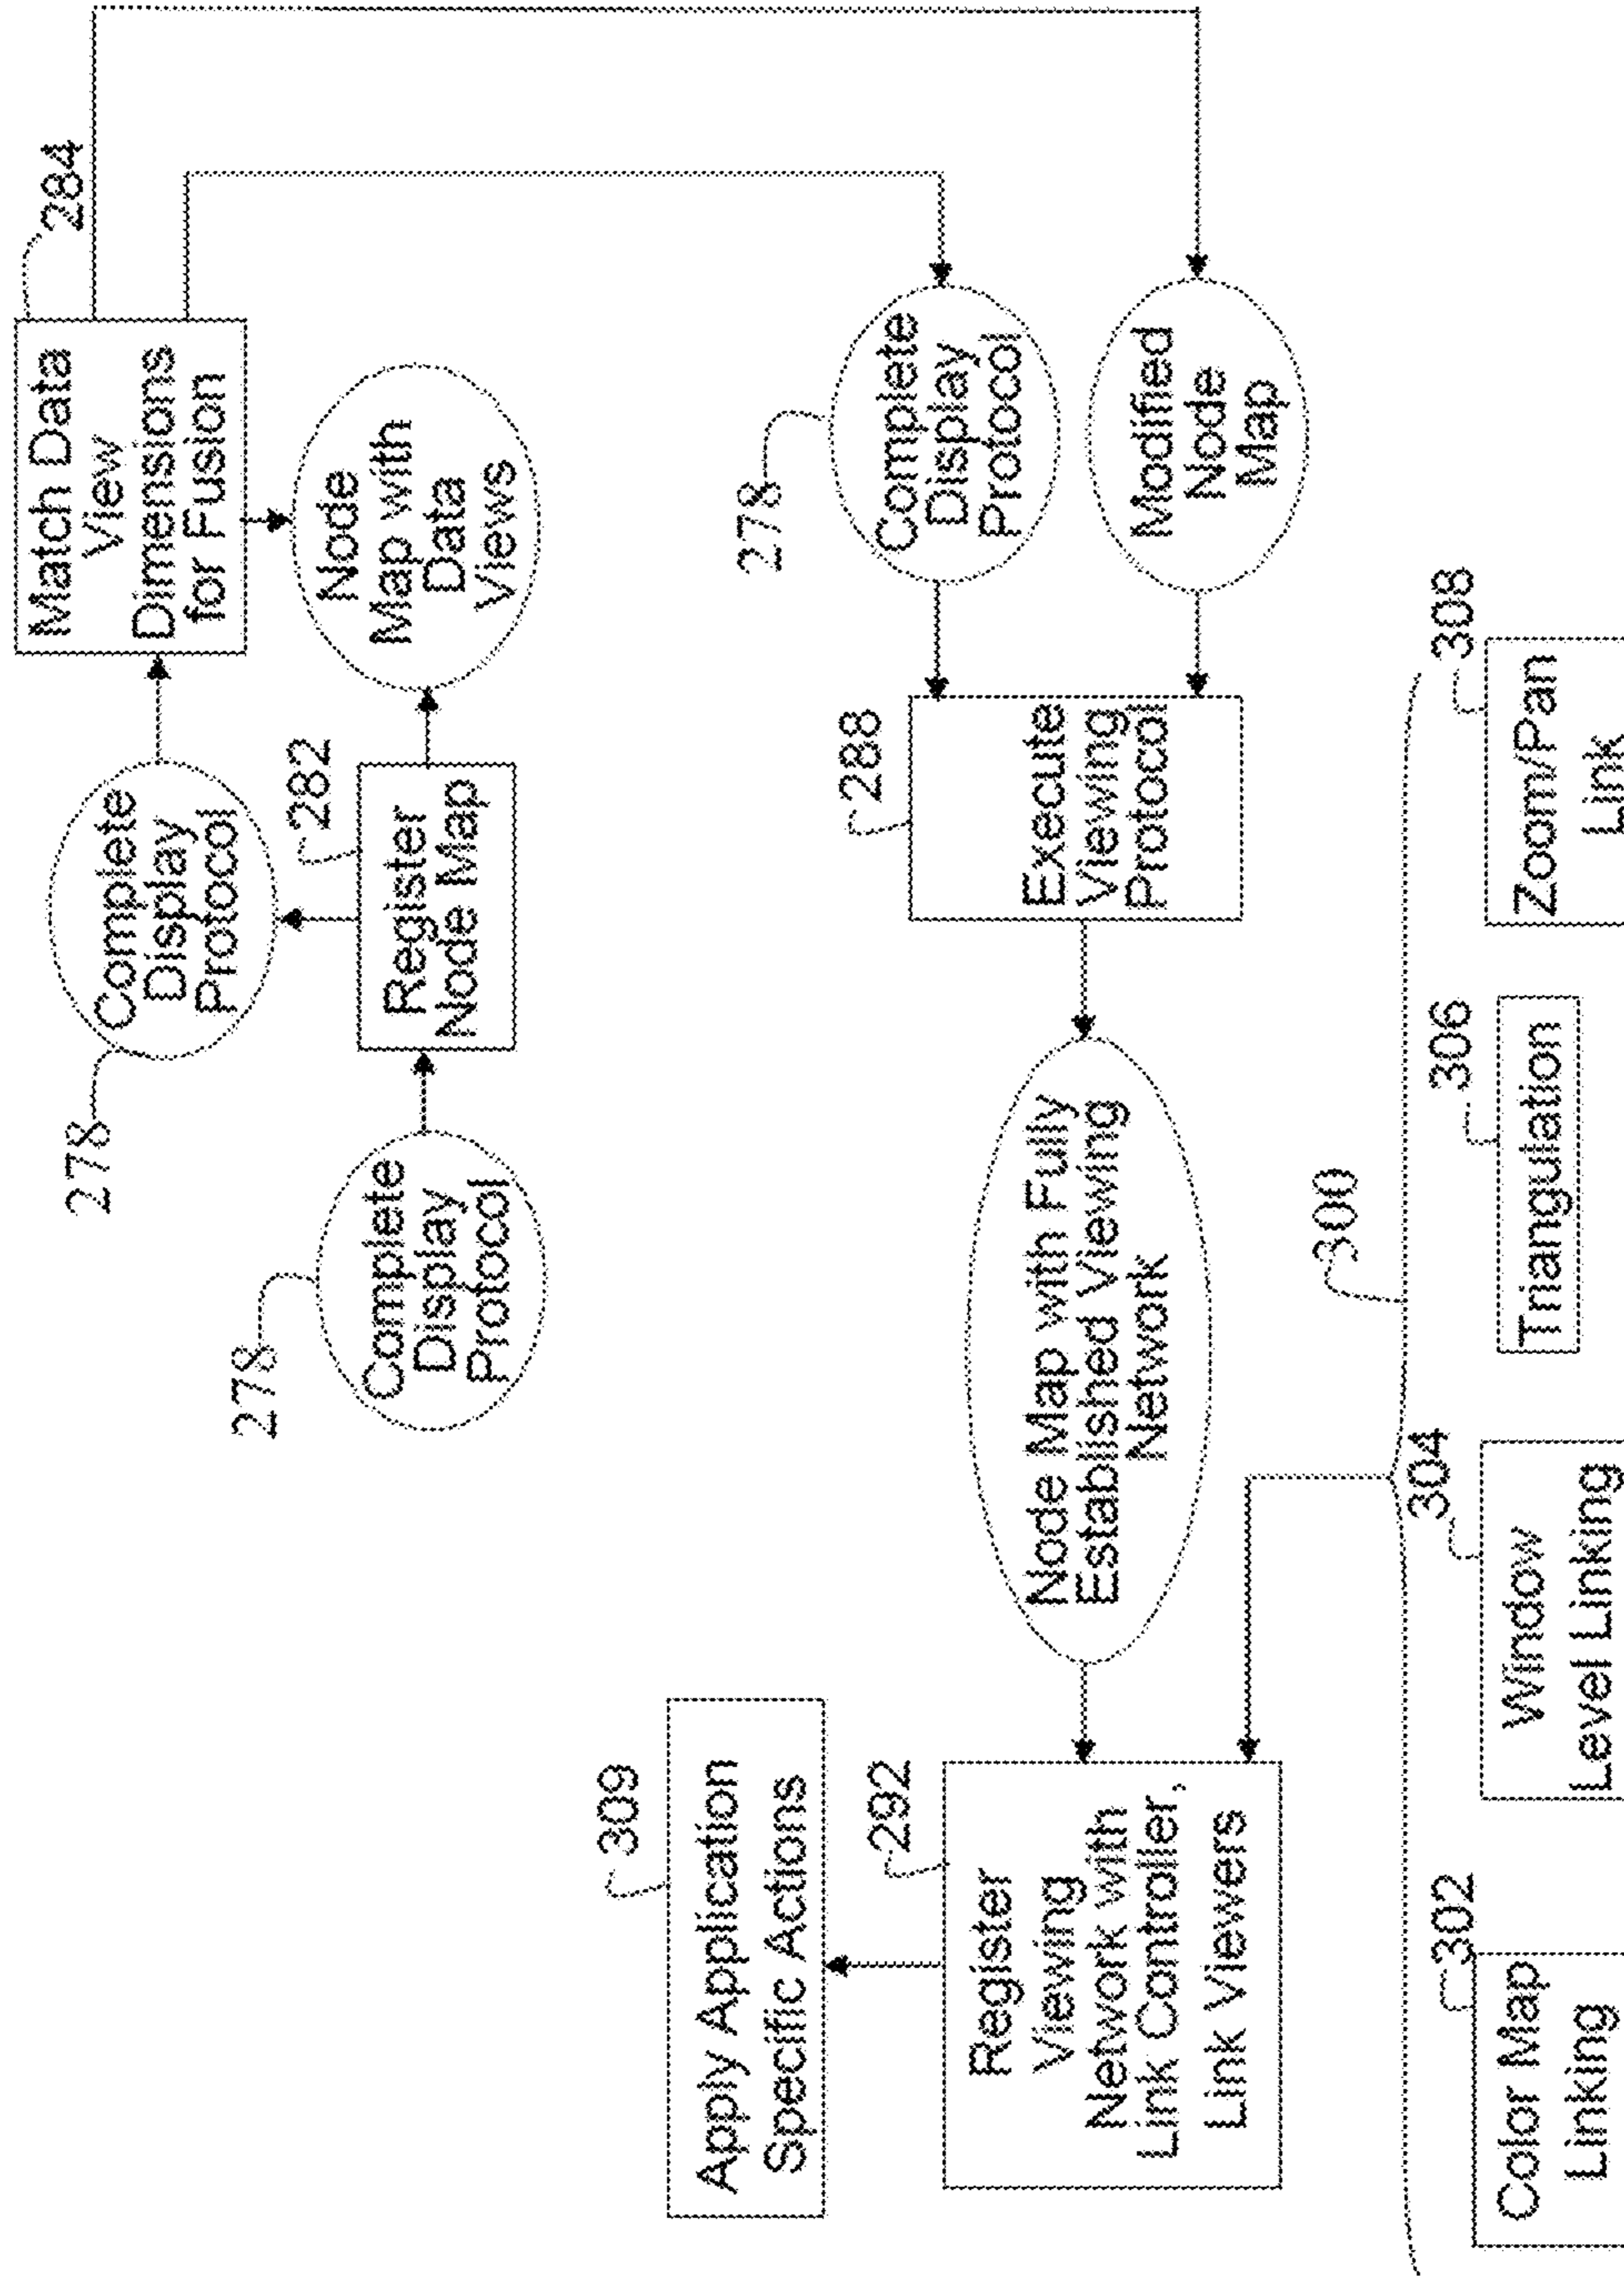 284
Match Data
View
Dimensions
for Fusion
278
Complete
Display
Protocol
Node
Map with
Data
Views
282
Register
Node Map
278
Complete
Display
Protocol
278
Complete
Display
Protocol
Modified
Node
Map
288
Execute
Viewing
Protocol
Node Map with Fully
Established Viewing
Network
309
Apply Application
Specific Actions
292
Register
Viewing
Network with
Link Controller,
Link Viewers
300
302
Color Map
Linking
304
Window
Level Linking
306
Triangulation
308
Zoom/Pan
Link